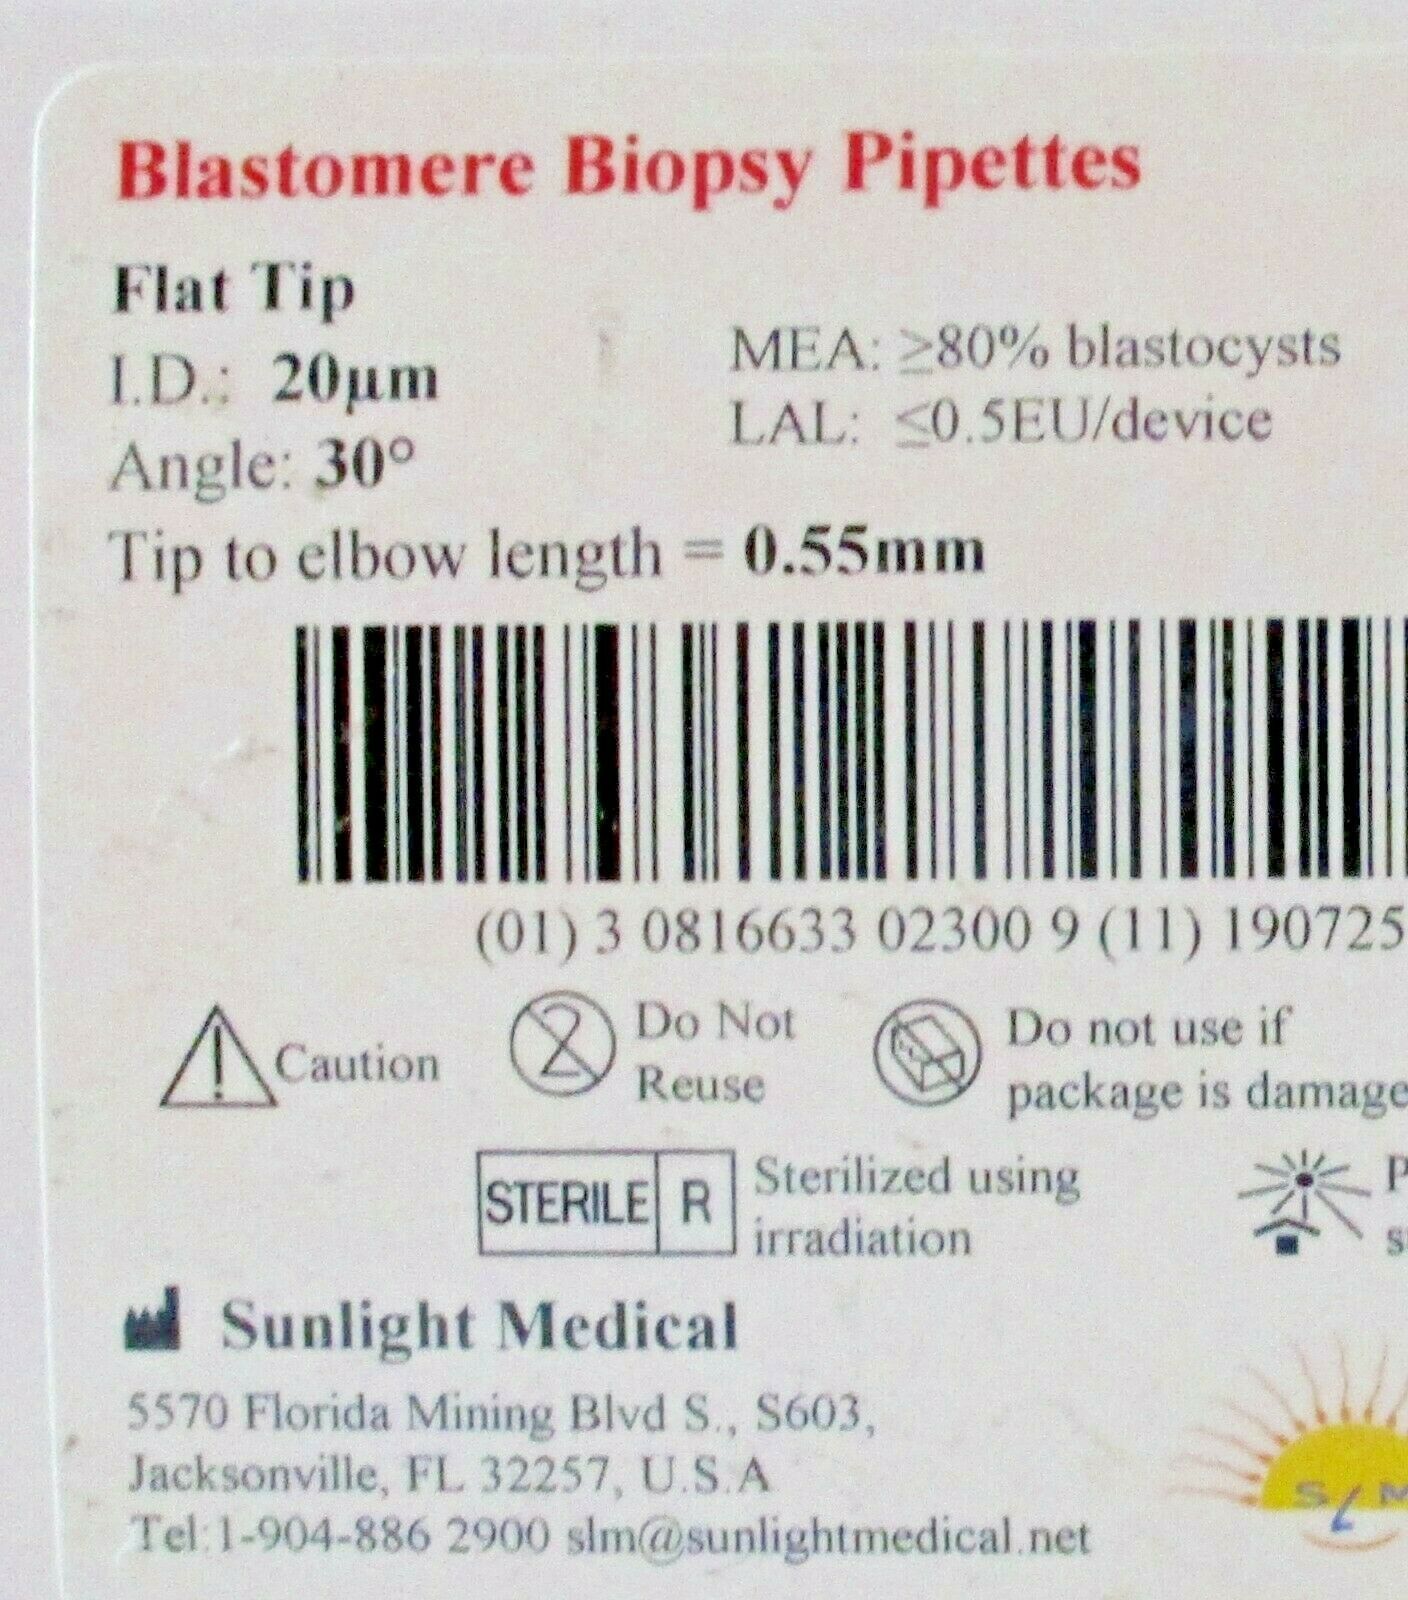 Blastomere Biopsy Pipettes
Flat Tip
I.D.: 20µm
Angle: 30°
MEA: ≥80% blastocysts
LAL: ≤0.5EU/device
Tip to elbow length = 0.55mm
(01) 3 0816633 02300 9 (11) 190725
Caution
2
Do Not
Reuse
Do not use if
package is damage
STERILE R
Sterilized using
irradiation
P
s
Sunlight Medical
5570 Florida Mining Blvd S., S603,
Jacksonville, FL 32257, U.S.A
Tel:1-904-886 2900 slm@sunlightmedical.net
SLM